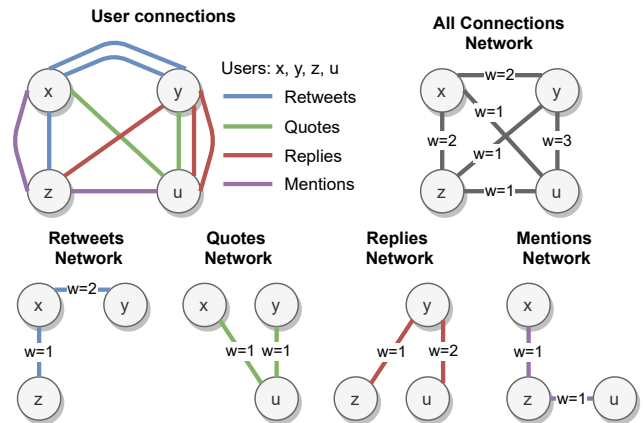 User connections
x
y
z
u
Users: x, y, z, u
Retweets
Quotes
Replies
Mentions
All Connections
Network
x
w=2
y
w=2
w=1
w=1
w=3
z
w=1
u
Retweets
Network
x
w=2
y
w=1
z
Quotes
Network
x
y
w=1
w=1
u
Replies
Network
y
w=1
w=2
z
u
Mentions
Network
x
w=1
z
w=1
u